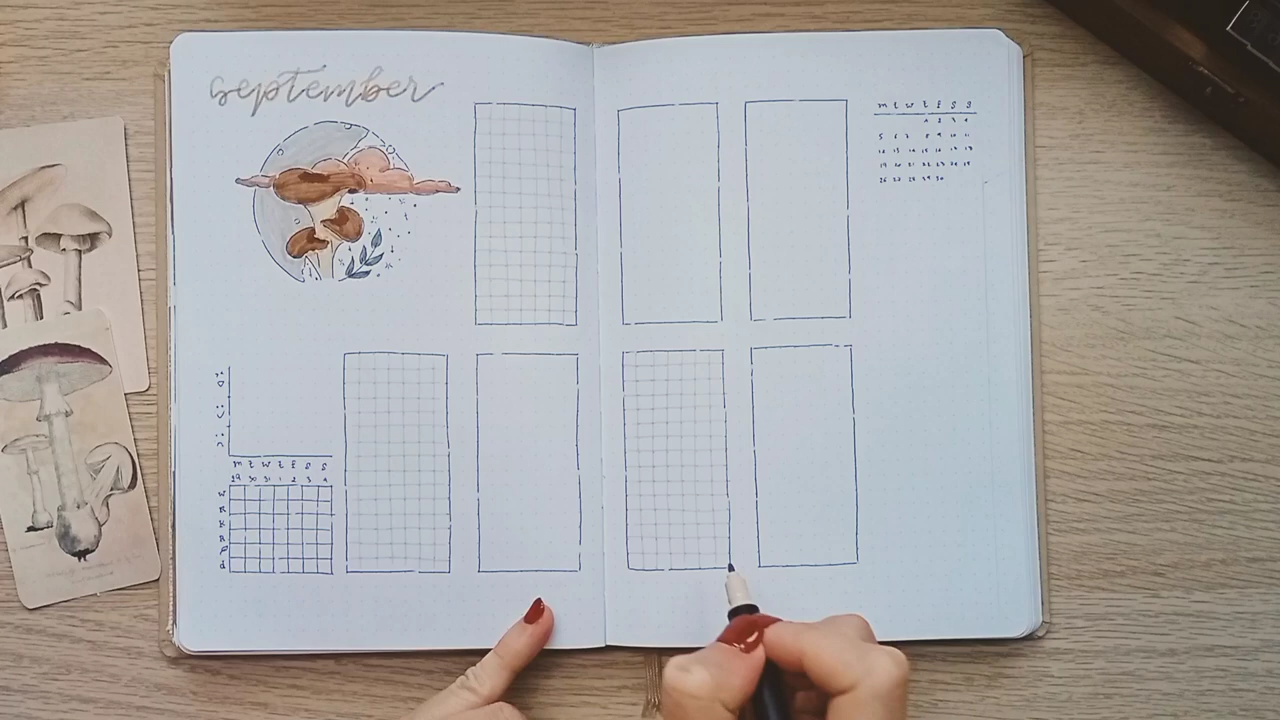 september
m t w t f s s
29 30 31 1 2 3 4
w
R
K
R
P
d
m t w t f s s
1 2 3 4
5 6 7 8 9 10 11
12 13 14 15 16 17 18
19 20 21 22 23 24 25
26 27 28 29 30